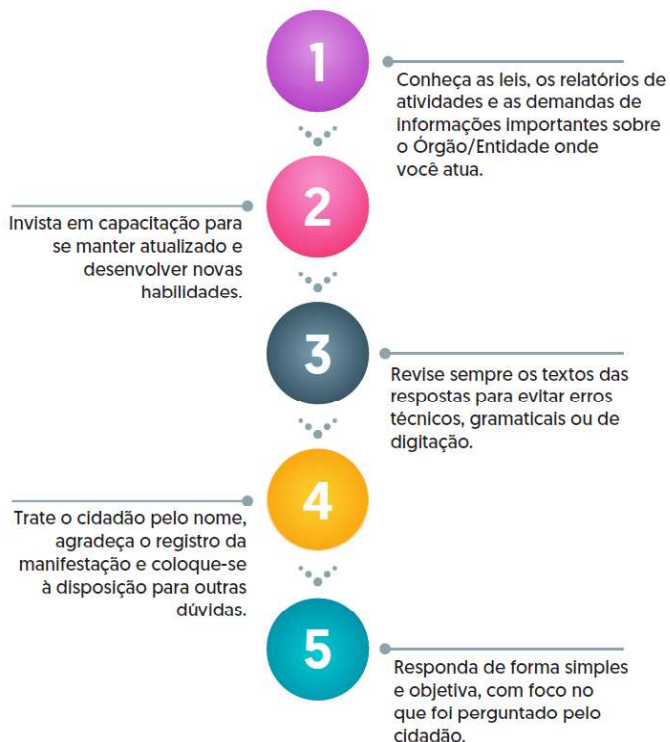 1
Conheça as leis, os relatórios de
atividades e as demandas de
informações importantes sobre
o Órgão/Entidade onde
você atua.
2
Invista em capacitação para
se manter atualizado e
desenvolver novas
habilidades.
3
Revise sempre os textos das
respostas para evitar erros
técnicos, gramaticais ou de
digitação.
4
Trate o cidadão pelo nome,
agradeça o registro da
manifestação e coloque-se
à disposição para outras
dúvidas.
5
Responda de forma simples
e objetiva, com foco no
que foi perguntado pelo
cidadão.